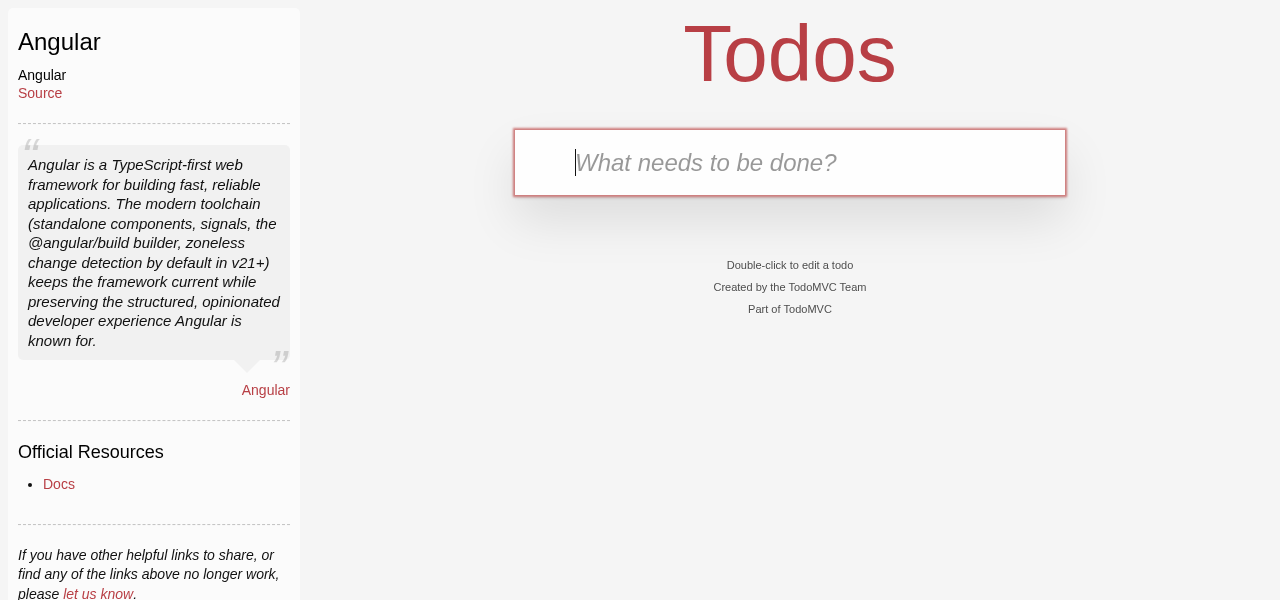 Angular
Angular
Source
“
Angular is a TypeScript-first web
framework for building fast, reliable
applications. The modern toolchain
(standalone components, signals, the
@angular/build builder, zoneless
change detection by default in v21+)
keeps the framework current while
preserving the structured, opinionated
developer experience Angular is
known for.
”
Angular
Official Resources
• Docs
If you have other helpful links to share, or
find any of the links above no longer work,
please let us know.
Todos
What needs to be done?
Double-click to edit a todo
Created by the TodoMVC Team
Part of TodoMVC